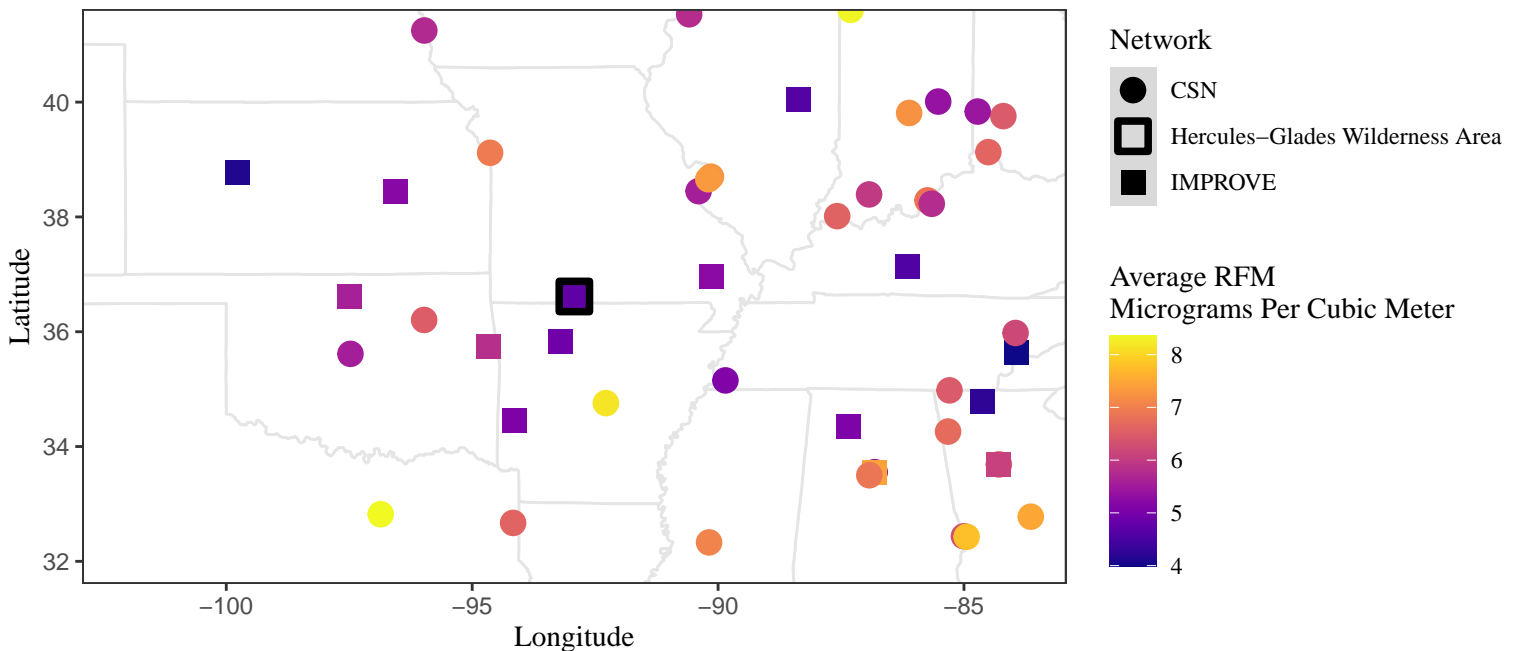 40
38
36
34
32
Latitude
−100
−95
−90
−85
Longitude
Network
CSN
Hercules−Glades Wilderness Area
IMPROVE
Average RFM
Micrograms Per Cubic Meter
8
7
6
5
4